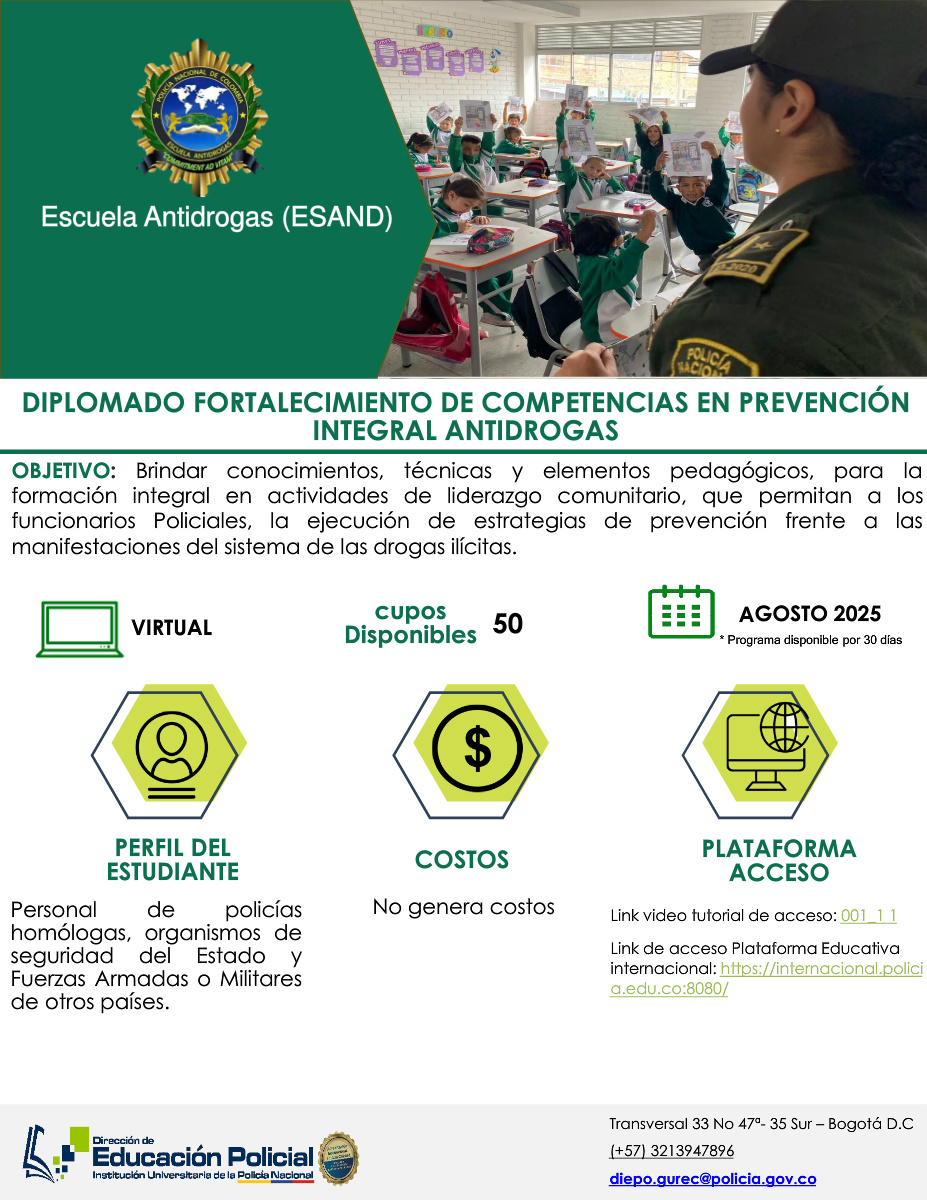 POLICIA NACIONAL DE COLOMBIA
ESCUELA ANTIDROGAS
Escuela Antidrogas (ESAND)
POLICÍA
NACION
DIPLOMADO FORTALECIMIENTO DE COMPETENCIAS EN PREVENCIÓN
INTEGRAL ANTIDROGAS
OBJETIVO: Brindar conocimientos, técnicas y elementos pedagógicos, para la
formación integral en actividades de liderazgo comunitario, que permitan a los
funcionarios Policiales, la ejecución de estrategias de prevención frente a las
manifestaciones del sistema de las drogas ilícitas.
VIRTUAL
cupos
Disponibles 50
AGOSTO 2025
* Programa disponible por 30 días
$
PERFIL DEL
ESTUDIANTE
Personal de policías
homólogas, organismos de
seguridad del Estado y
Fuerzas Armadas o Militares
de otros países.
COSTOS
No genera costos
PLATAFORMA
ACCESO
Link video tutorial de acceso: 001_1 1
Link de acceso Plataforma Educativa
internacional: https://internacional.polici
a.edu.co:8080/
Dirección de
Educación Policial
Institución Universitaria de la Policía Nacional
Transversal 33 No 47ª- 35 Sur – Bogotá D.C
(+57) 3213947896
diepo.gurec@policia.gov.co